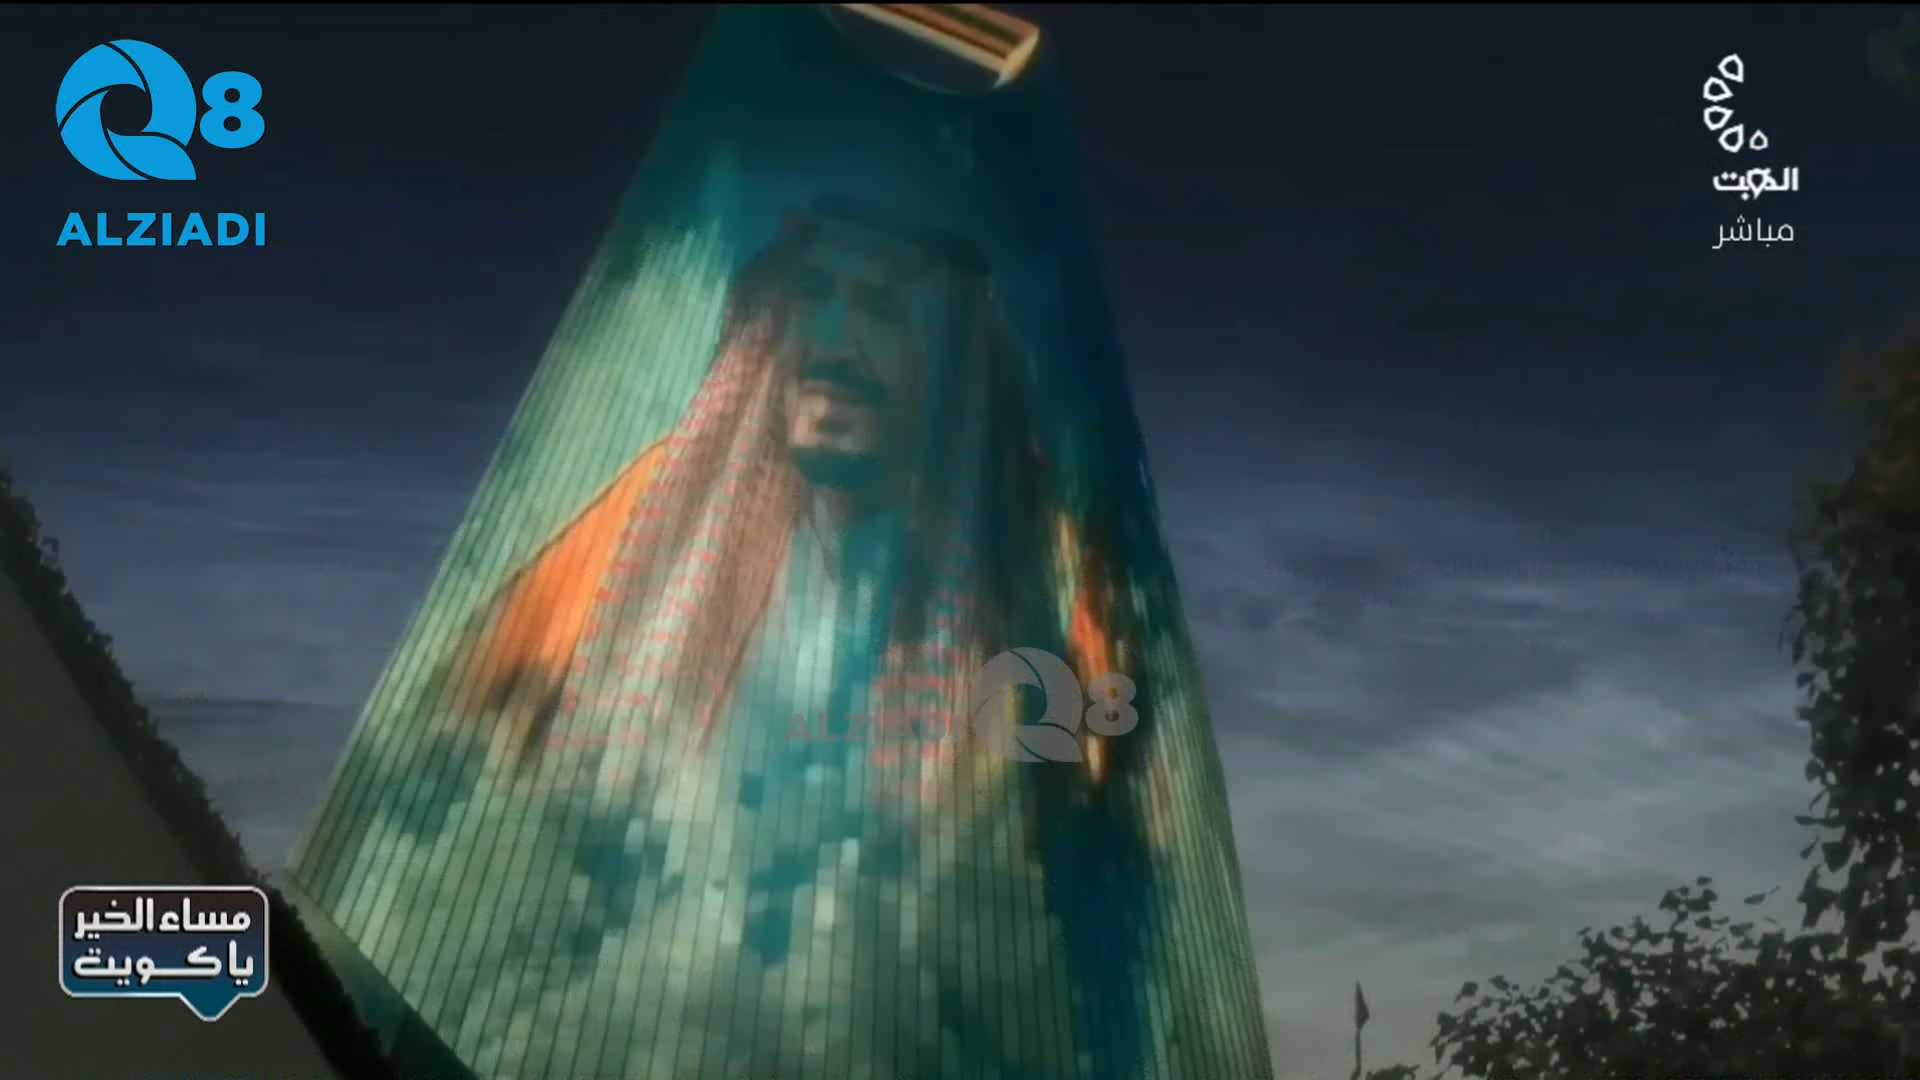 Q8
ALZIADI
الكويت
مباشر
ALZIADI Q8
مساء الخير
يا كويت